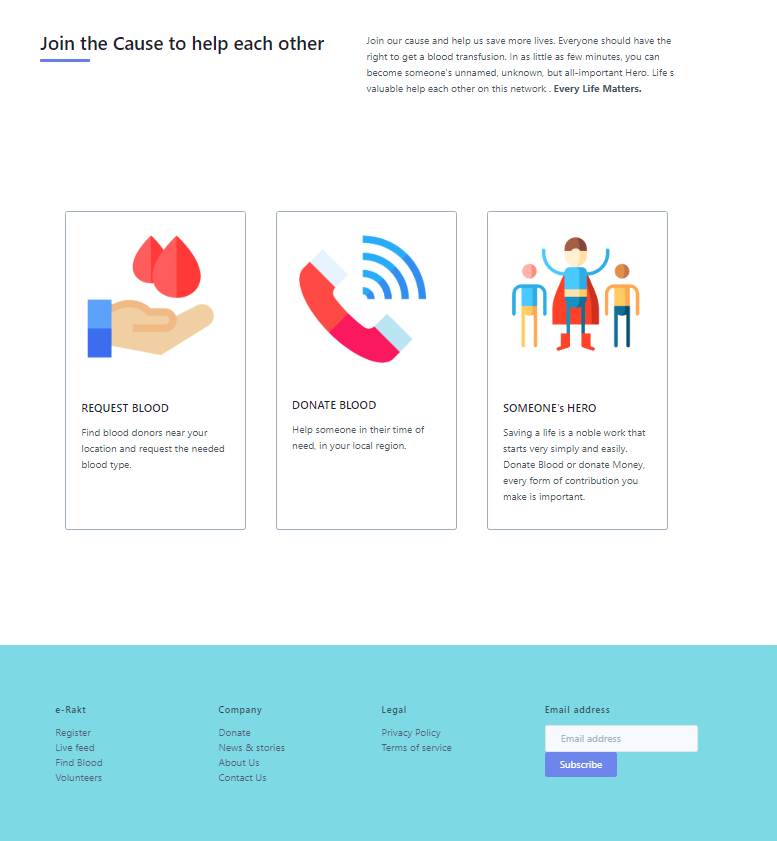 Join the Cause to help each other
Join our cause and help us save more lives. Everyone should have the
right to get a blood transfusion. In as little as few minutes, you can
become someone's unnamed, unknown, but all-important Hero. Life s
valuable help each other on this network . Every Life Matters.
REQUEST BLOOD
Find blood donors near your
location and request the needed
blood type.
DONATE BLOOD
Help someone in their time of
need, in your local region.
SOMEONE's HERO
Saving a life is a noble work that
starts very simply and easily.
Donate Blood or donate Money,
every form of contribution you
make is important.
e-Rakt
Register
Live feed
Find Blood
Volunteers
Company
Donate
News & stories
About Us
Contact Us
Legal
Privacy Policy
Terms of service
Email address
Email address
Subscribe